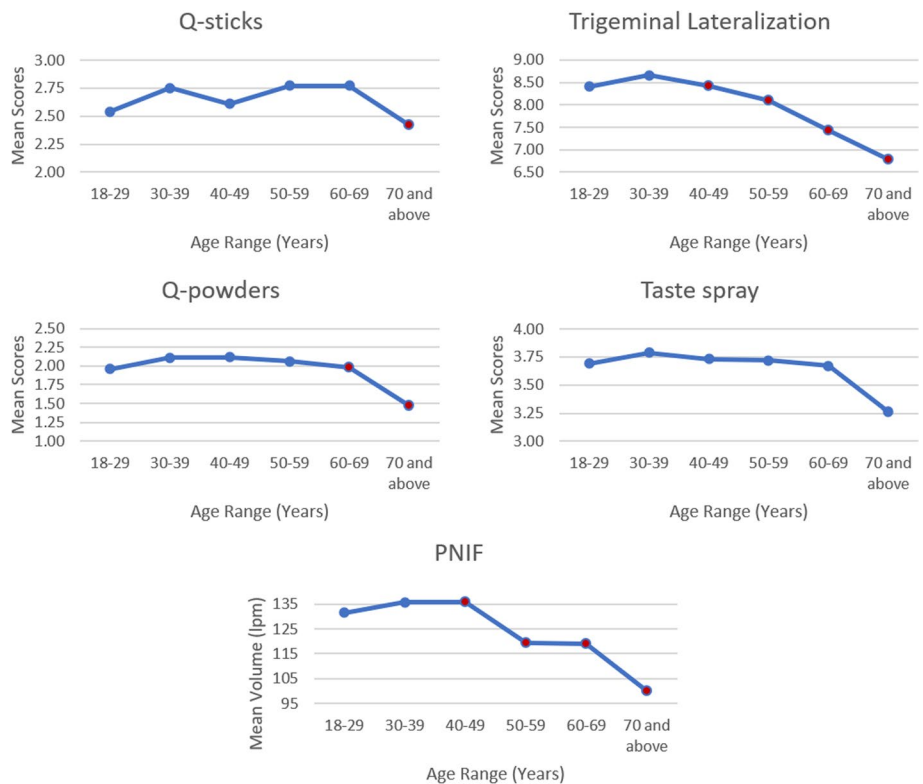 Q-sticks
Mean Scores
3.00
2.75
2.50
2.25
2.00
18-29 30-39 40-49 50-59 60-69 70 and above
Age Range (Years)
Trigeminal Lateralization
Mean Scores
9.00
8.50
8.00
7.50
7.00
6.50
18-29 30-39 40-49 50-59 60-69 70 and above
Age Range (Years)
Q-powders
Mean Scores
2.50
2.25
2.00
1.75
1.50
1.25
1.00
18-29 30-39 40-49 50-59 60-69 70 and above
Age Range (Years)
Taste spray
Mean Scores
4.00
3.75
3.50
3.25
3.00
18-29 30-39 40-49 50-59 60-69 70 and above
Age Range (Years)
PNIF
Mean Volume (lpm)
135
125
115
105
95
18-29 30-39 40-49 50-59 60-69 70 and above
Age Range (Years)